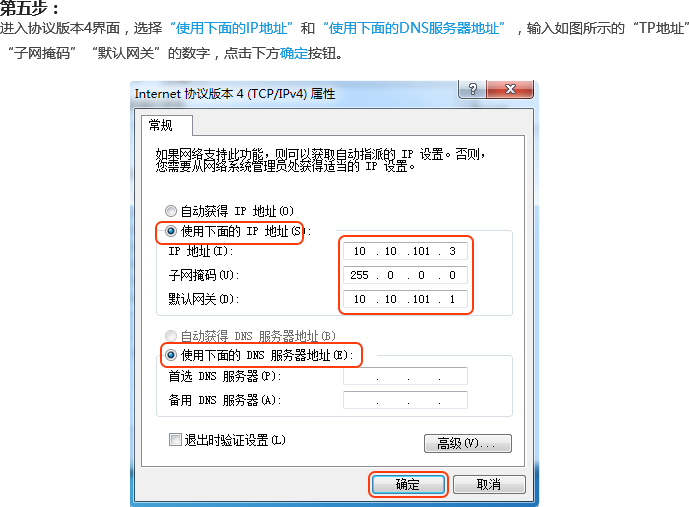 第五步：
进入协议版本4界面，选择“使用下面的IP地址”和“使用下面的DNS服务器地址”，输入如图所示的“TP地址”
“子网掩码”“默认网关”的数字，点击下方确定按钮。
Internet 协议版本 4 (TCP/IPv4) 属性
?
常规
如果网络支持此功能，则可以获取自动指派的 IP 设置。否则，
您需要从网络系统管理员处获得适当的 IP 设置。
自动获得 IP 地址(O)
使用下面的 IP 地址(S):
IP 地址(I): 10 . 10 .101 . 3
子网掩码(U): 255 . 0 . 0 . 0
默认网关(D): 10 . 10 .101 . 1
自动获得 DNS 服务器地址(B)
使用下面的 DNS 服务器地址(E):
首选 DNS 服务器(P): . . .
备用 DNS 服务器(A): . . .
退出时验证设置(L)
高级(V)...
确定 取消